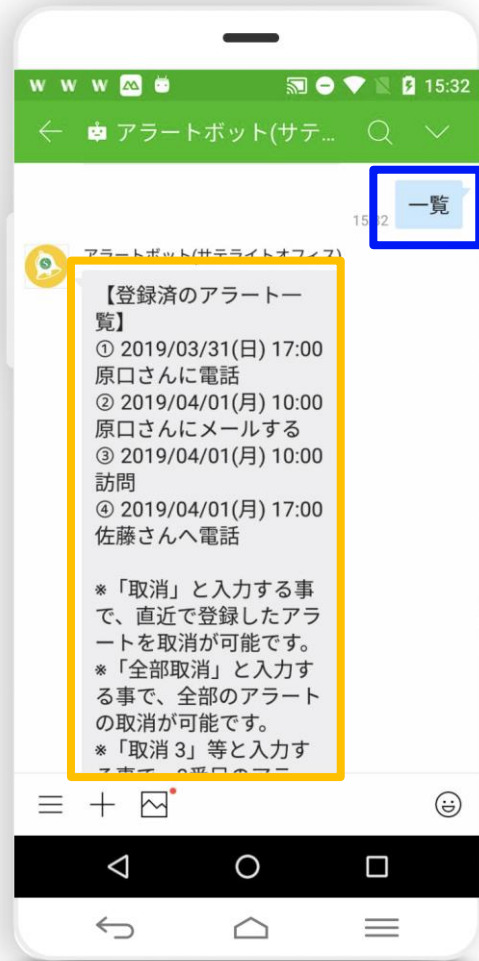 W W W
15:32
アラートボット(サテ...
一覧
アラートボット(サテライトオフィス)
【登録済のアラート一
覧】
① 2019/03/31(日) 17:00
原口さんに電話
② 2019/04/01(月) 10:00
原口さんにメールする
③ 2019/04/01(月) 10:00
訪問
④ 2019/04/01(月) 17:00
佐藤さんへ電話
※「取消」と入力する事
で、直近で登録したアラ
ートを取消が可能です。
※「全部取消」と入力す
る事で、全部のアラート
の取消が可能です。
※「取消 3」等と入力す